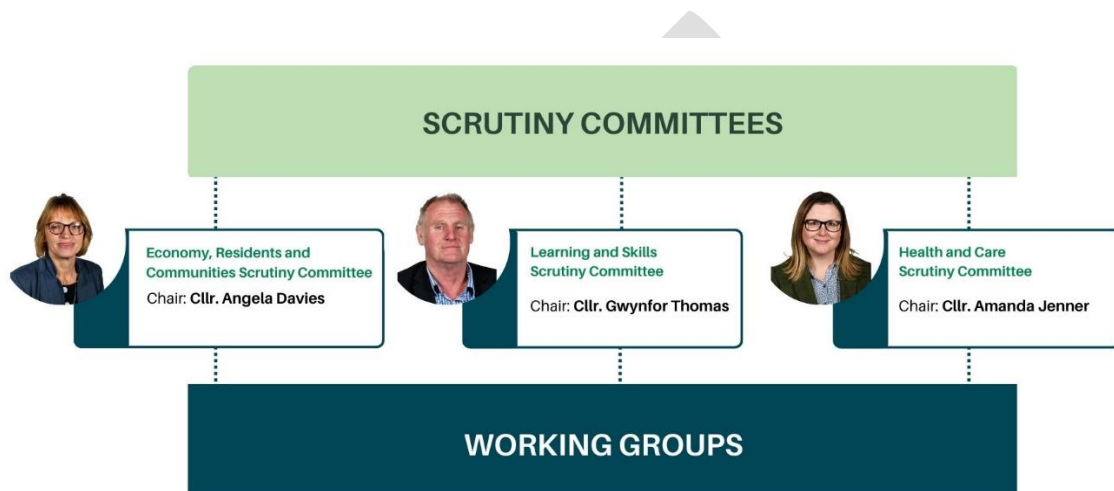 SCRUTINY COMMITTEES
Economy, Residents and
Communities Scrutiny Committee
Chair: Cllr. Angela Davies
Learning and Skills
Scrutiny Committee
Chair: Cllr. Gwynfor Thomas
Health and Care
Scrutiny Committee
Chair: Cllr. Amanda Jenner
WORKING GROUPS